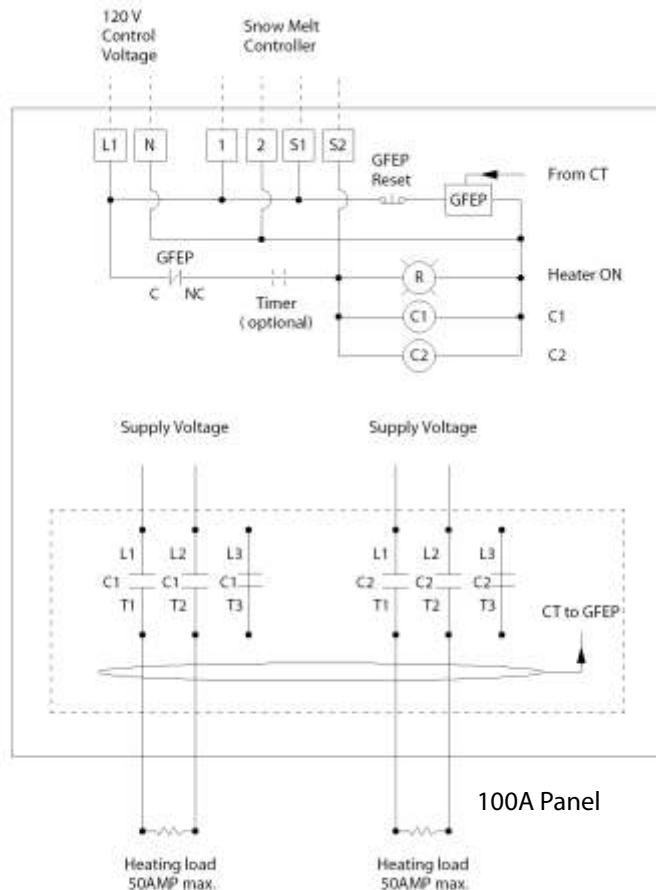 120 V
Control
Voltage
Snow Melt
Controller
L1 N 1 2 S1 S2
GFEP
Reset
GFEP
From CT
GFEP
C NC
Timer
( optional)
R
Heater ON
C1
C1
C2
C2
Supply Voltage
Supply Voltage
L1 L2 L3
C1 C1 C1
T1 T2 T3
L1 L2 L3
C2 C2 C2
T1 T2 T3
CT to GFEP
100A Panel
Heating load
50AMP max.
Heating load
50AMP max.